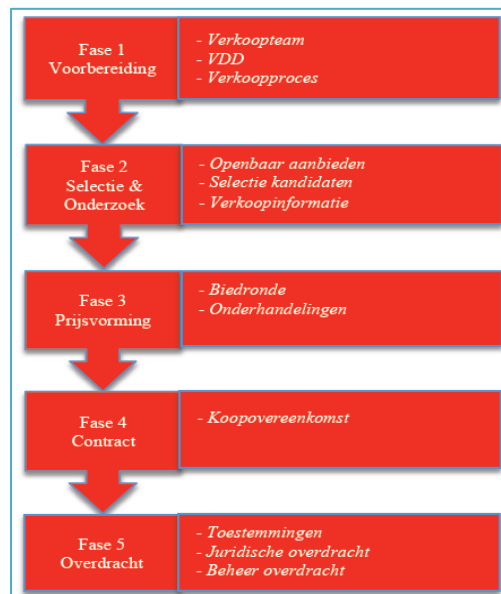 Fase 1
Voorbereiding
- Verkoopteam
- VDD
- Verkoopproces
Fase 2
Selectie &
Onderzoek
- Openbaar aanbieden
- Selectie kandidaten
- Verkoopinformatie
Fase 3
Prijsvorming
- Biedronde
- Onderhandelingen
Fase 4
Contract
- Koopovereenkomst
Fase 5
Overdracht
- Toestemmingen
- Juridische overdracht
- Beheer overdracht